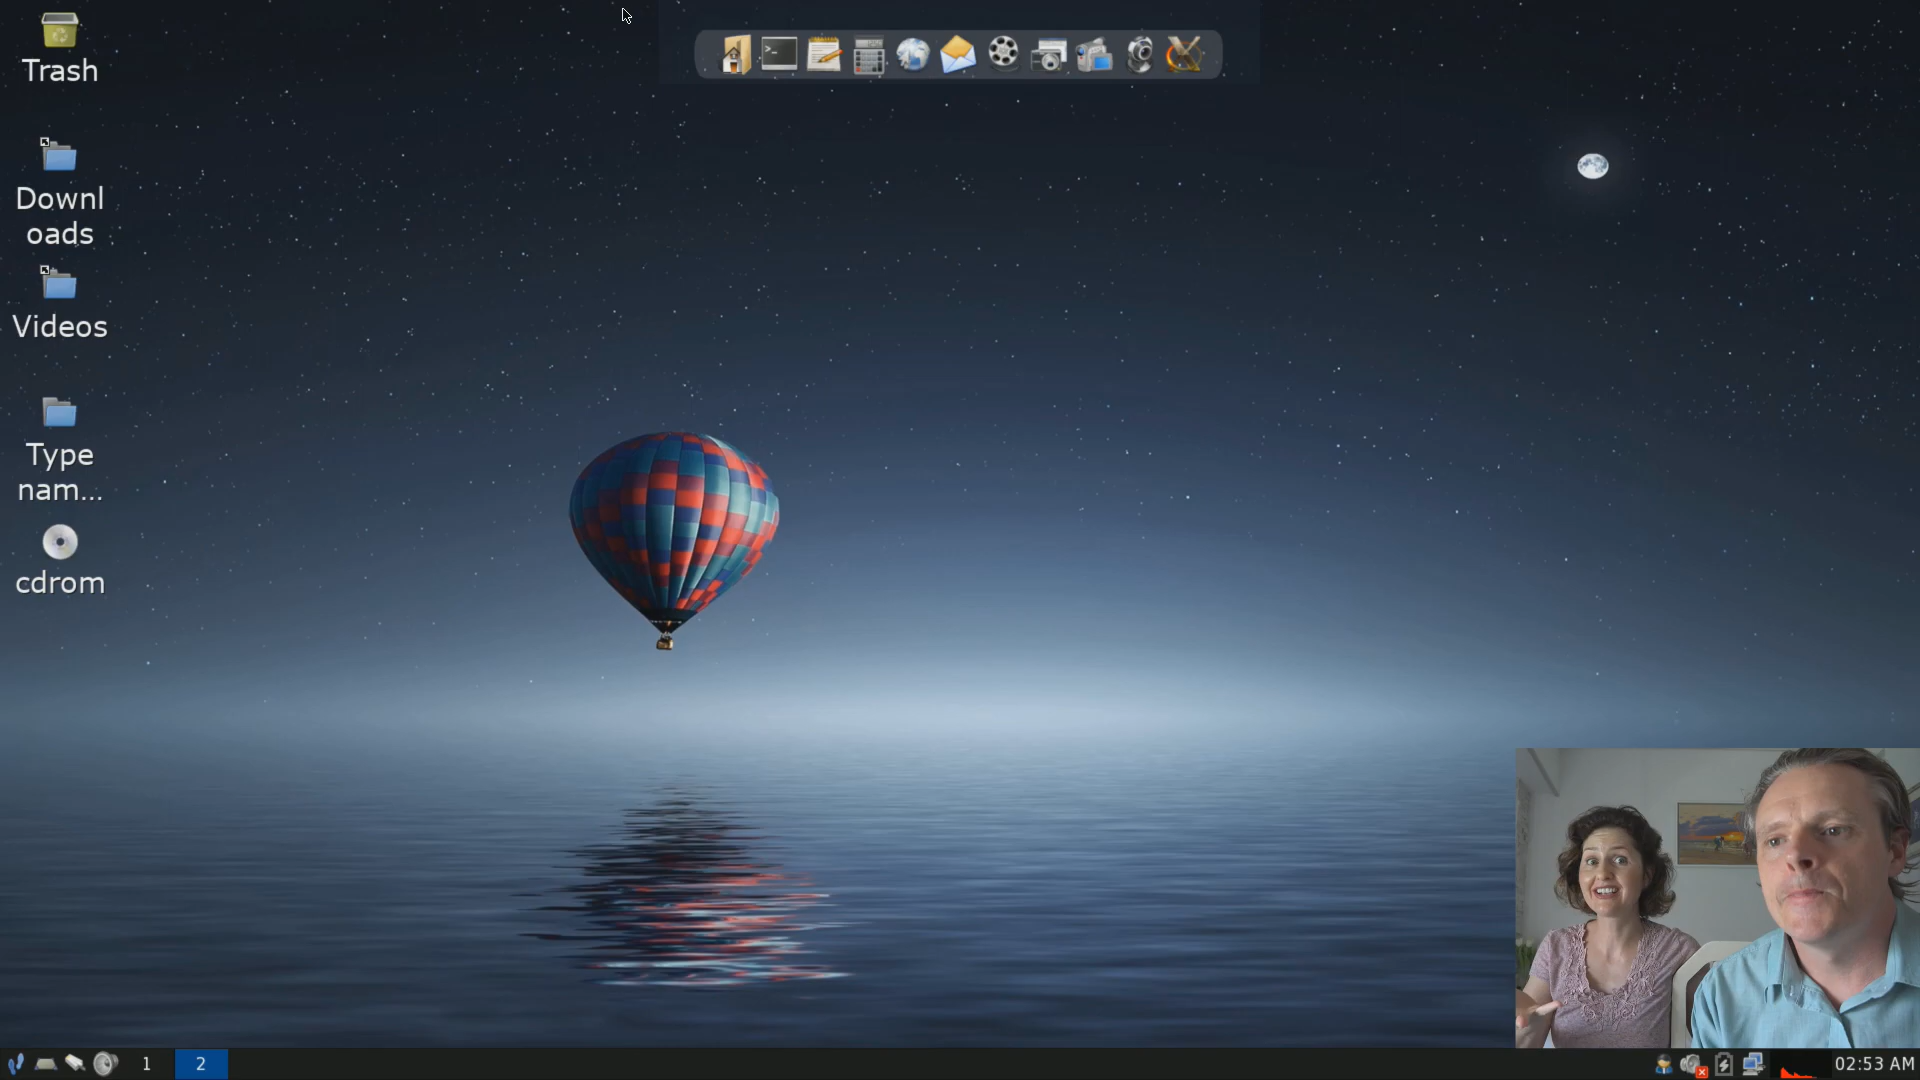 Trash
Downl
oads
Videos
Type
nam...
cdrom
>_
1
2
02:53 AM